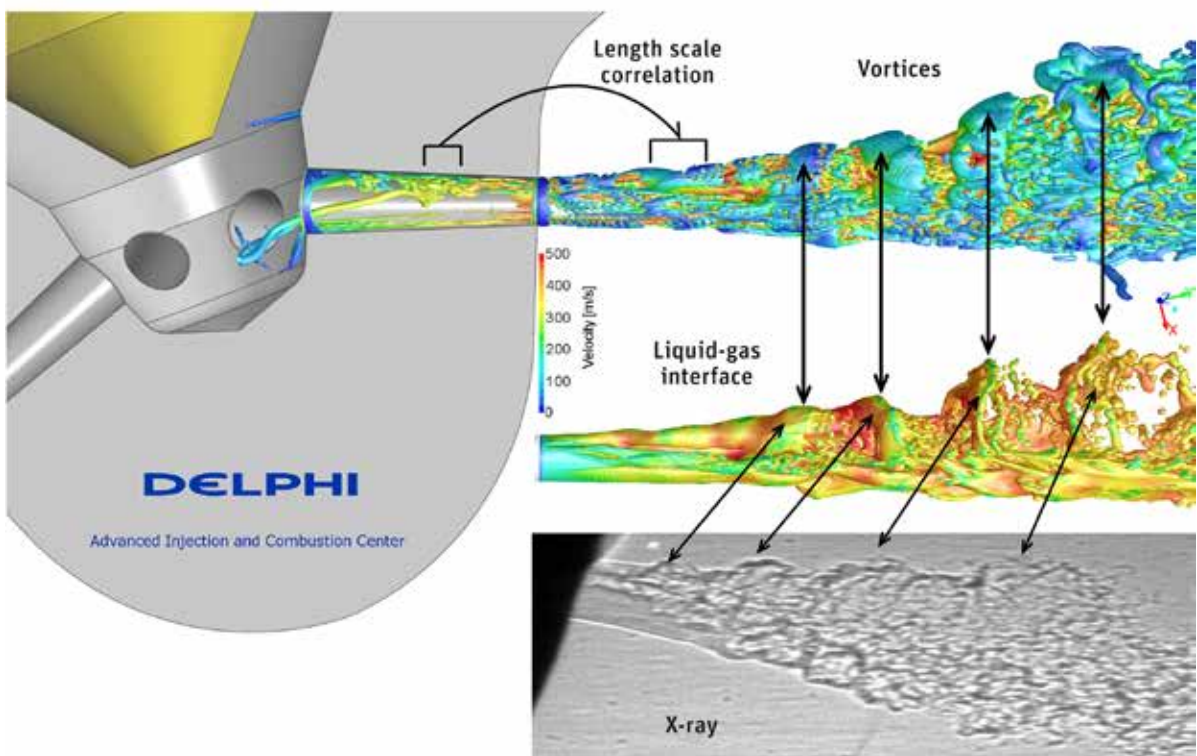 Length scale
correlation
Vortices
500
400
300
200
100
0
Velocity [m/s]
Liquid-gas
interface
Z
X
DELPHI
Advanced Injection and Combustion Center
X-ray